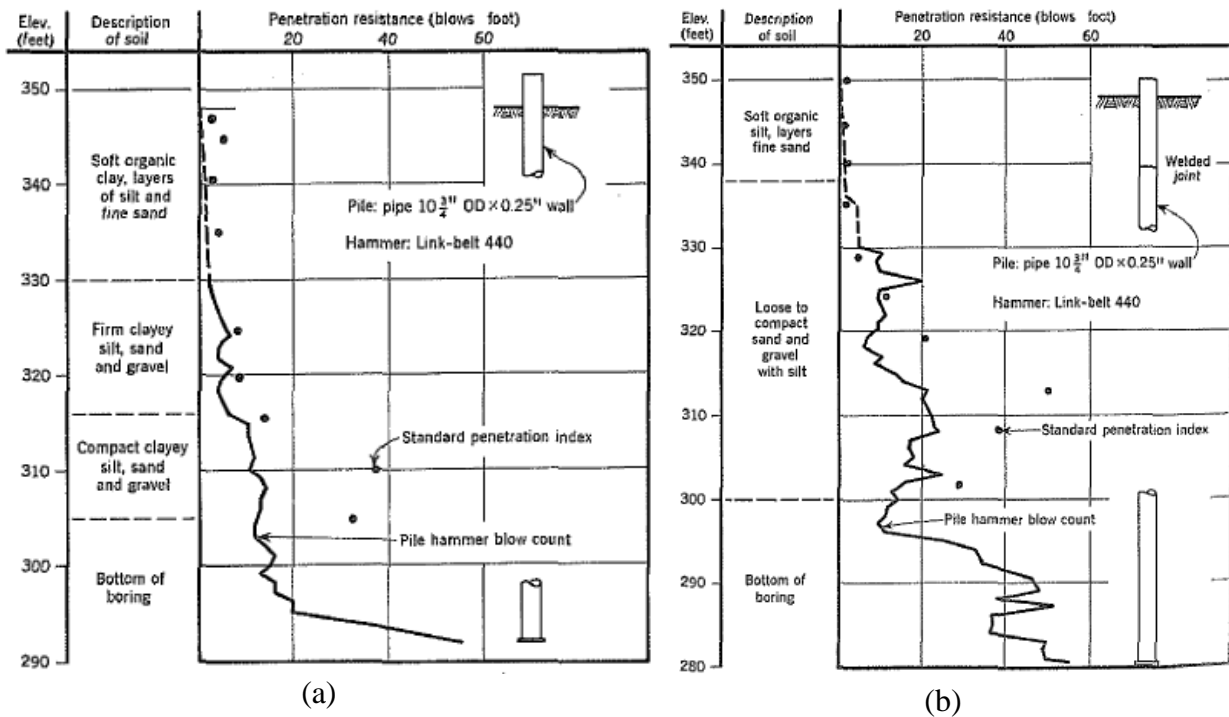 Elev.
(feet)
Description
of soil
Penetration resistance (blows foot)
20
40
60
350
340
330
320
310
300
290
Soft organic
clay, layers
of silt and
fine sand
Firm clayey
silt, sand
and gravel
Compact clayey
silt, sand
and gravel
Bottom of
boring
Pile: pipe 10 3/4" OD×0.25" wall
Hammer: Link-belt 440
Standard penetration index
Pile hammer blow count
(a)
Elev.
(feet)
Description
of soil
Penetration resistance (blows foot)
20
40
60
350
340
330
320
310
300
290
280
Soft organic
silt, layers
fine sand
Loose to
compact
sand and
gravel
with silt
Bottom of
boring
Welded
joint
Pile: pipe 10 3/4" OD×0.25" wall
Hammer: Link-belt 440
Standard penetration index
Pile hammer blow count
(b)